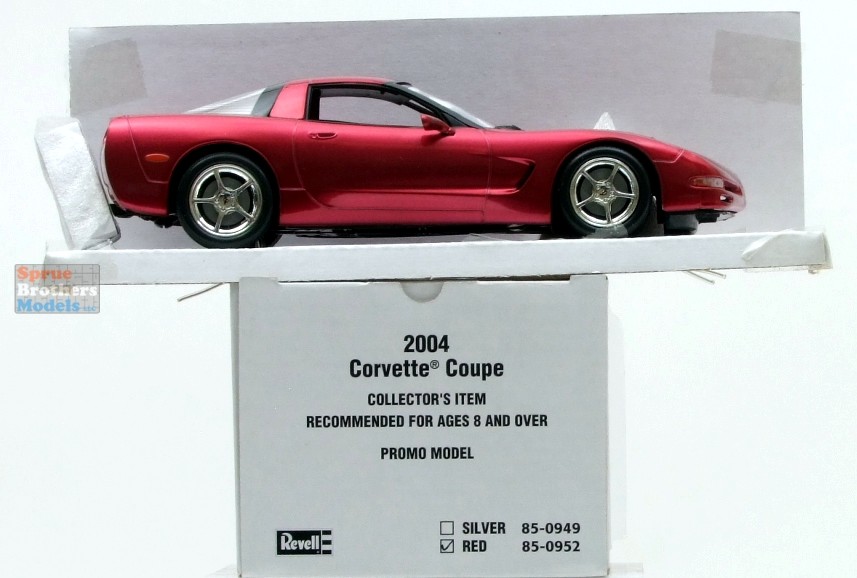 Sprue
Brothers
Models LLC
2004
Corvette® Coupe
COLLECTOR'S ITEM
RECOMMENDED FOR AGES 8 AND OVER
PROMO MODEL
Revell
SILVER 85-0949
RED 85-0952